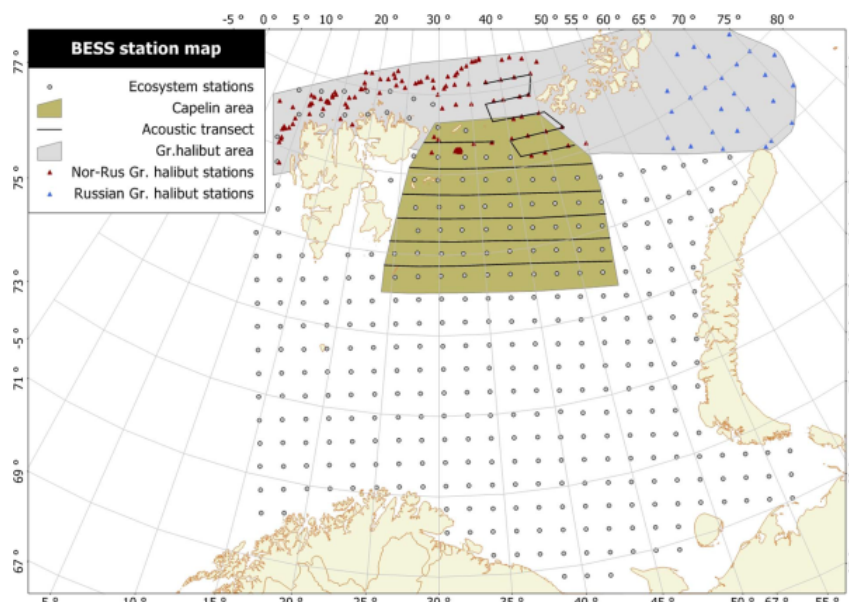 -5 ° 0 ° 5 ° 10 ° 15 ° 20 ° 25 ° 30 ° 35 ° 40 ° 45 ° 50 ° 55 ° 60 ° 65 ° 70 ° 75 ° 80 °
BESS station map
Ecosystem stations
Capelin area
Acoustic transect
Gr.halibut area
Nor-Rus Gr. halibut stations
Russian Gr. halibut stations
77°
75°
73°
-5 °
71°
69°
67°
5 ° 10 ° 15 ° 20 ° 25 ° 30 ° 35 ° 40 ° 45 ° 50 ° 67 ° 55 °